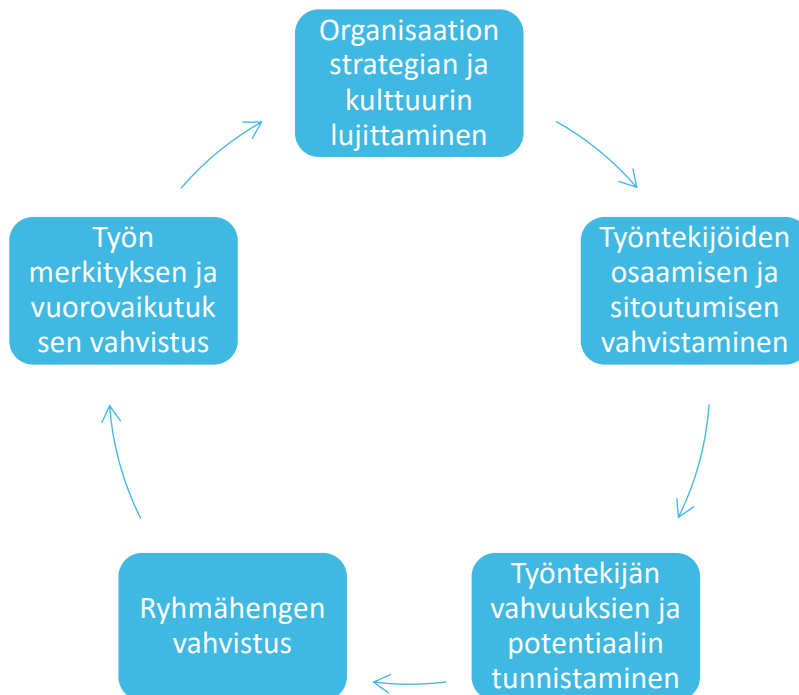 Organisaation
strategian ja
kulttuurin
lujittaminen
Työntekijöiden
osaamisen ja
sitoutumisen
vahvistaminen
Työntekijän
vahvuuksien ja
potentiaalin
tunnistaminen
Ryhmähengen
vahvistus
Työn
merkityksen ja
vuorovaikutuk
sen vahvistus